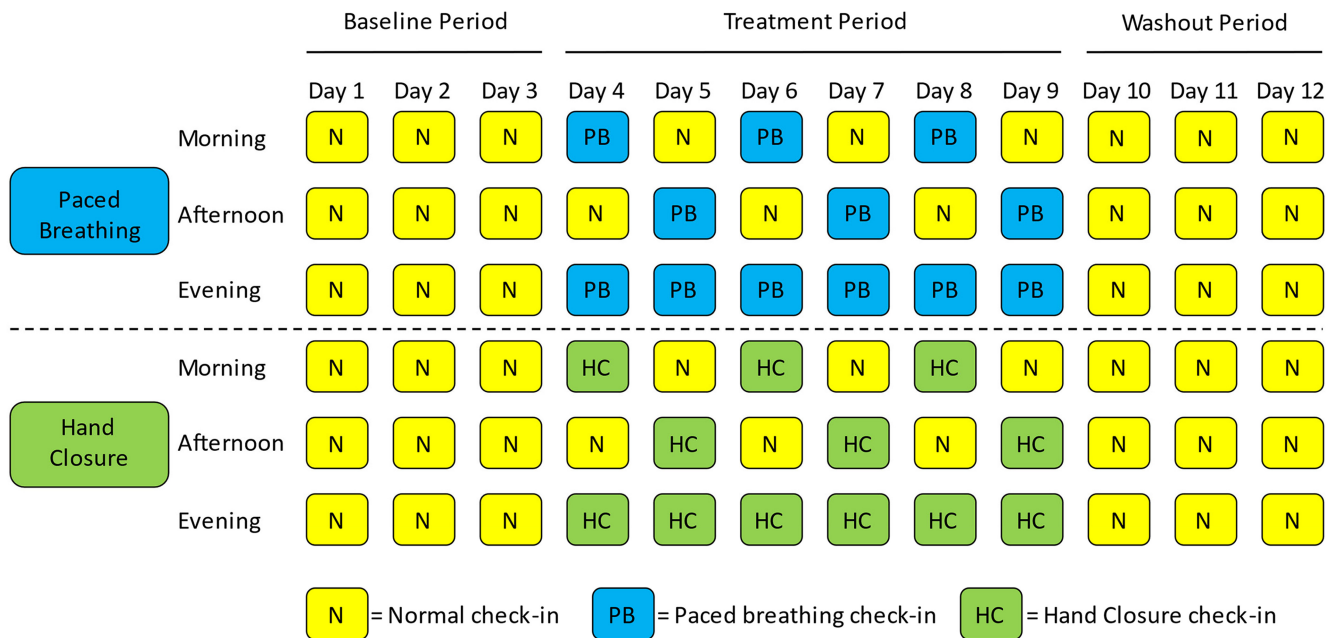 Baseline Period Treatment Period Washout Period
Day 1 Day 2 Day 3 Day 4 Day 5 Day 6 Day 7 Day 8 Day 9 Day 10 Day 11 Day 12
Morning N N N PB N PB N PB N N N N
Paced
Breathing
Afternoon N N N N PB N PB N PB N N N
Evening N N N PB PB PB PB PB PB N N N
Morning N N N HC N HC N HC N N N N
Hand
Closure
Afternoon N N N N HC N HC N HC N N N
Evening N N N HC HC HC HC HC HC N N N
N = Normal check-in PB = Paced breathing check-in HC = Hand Closure check-in